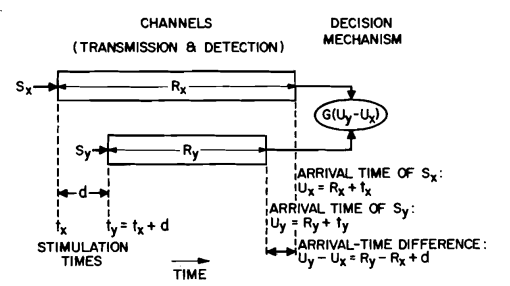 CHANNELS
(TRANSMISSION & DETECTION)
DECISION
MECHANISM
Sx
Rx
G(Uy-Ux)
Sy
Ry
ARRIVAL TIME OF Sx:
Ux = Rx + tx
d
tx
ty = tx + d
ARRIVAL TIME OF Sy:
Uy = Ry + ty
STIMULATION
TIMES
TIME
ARRIVAL-TIME DIFFERENCE:
Uy - Ux = Ry - Rx + d